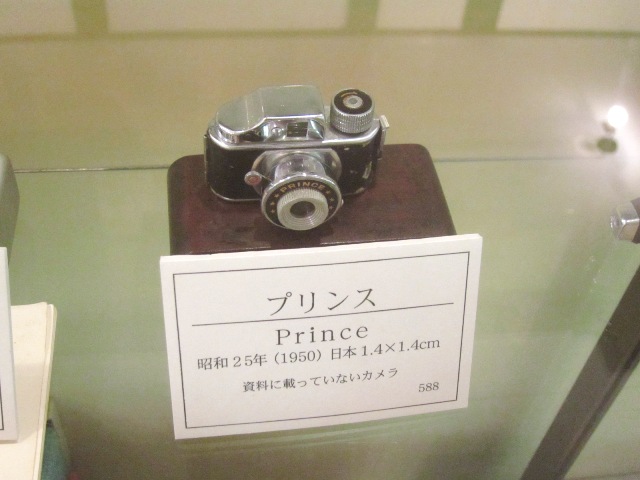 PRINCE
プリンス
Prince
昭和25年（1950）日本1.4×1.4cm
資料に載っていないカメラ
588